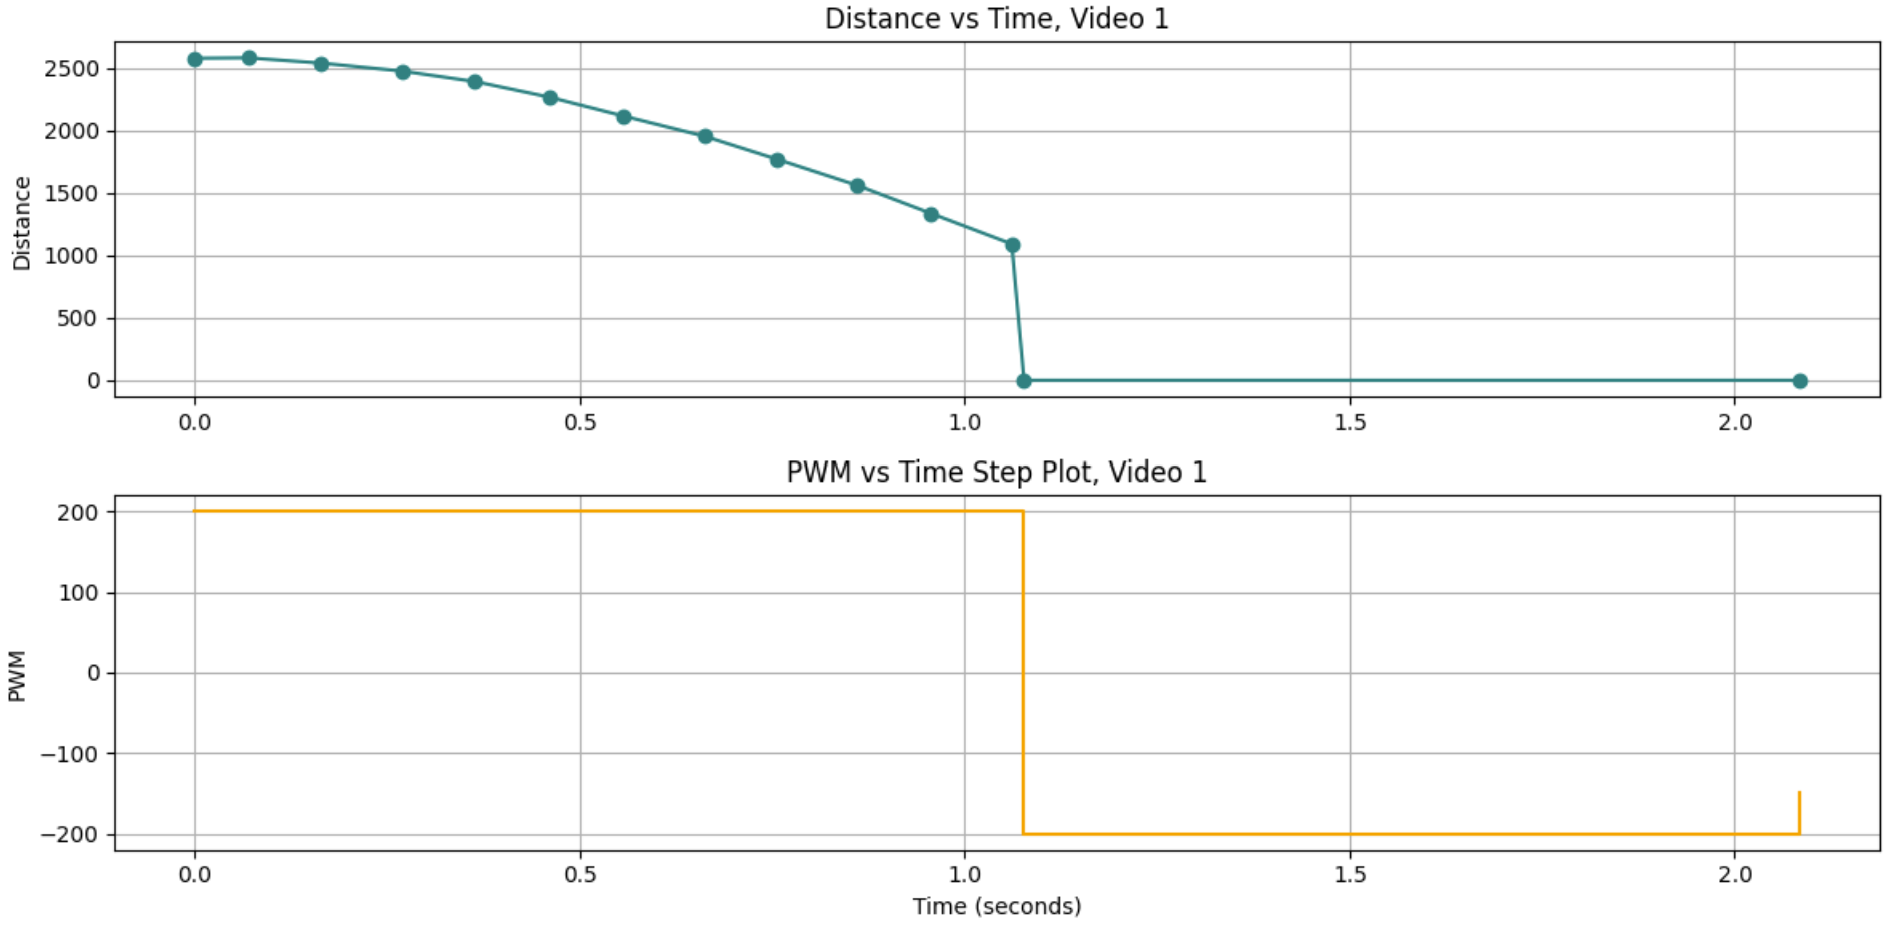 Distance vs Time, Video 1
Distance
2500
2000
1500
1000
500
0
0.0 0.5 1.0 1.5 2.0
PWM vs Time Step Plot, Video 1
PWM
200
100
0
−100
−200
0.0 0.5 1.0 1.5 2.0
Time (seconds)